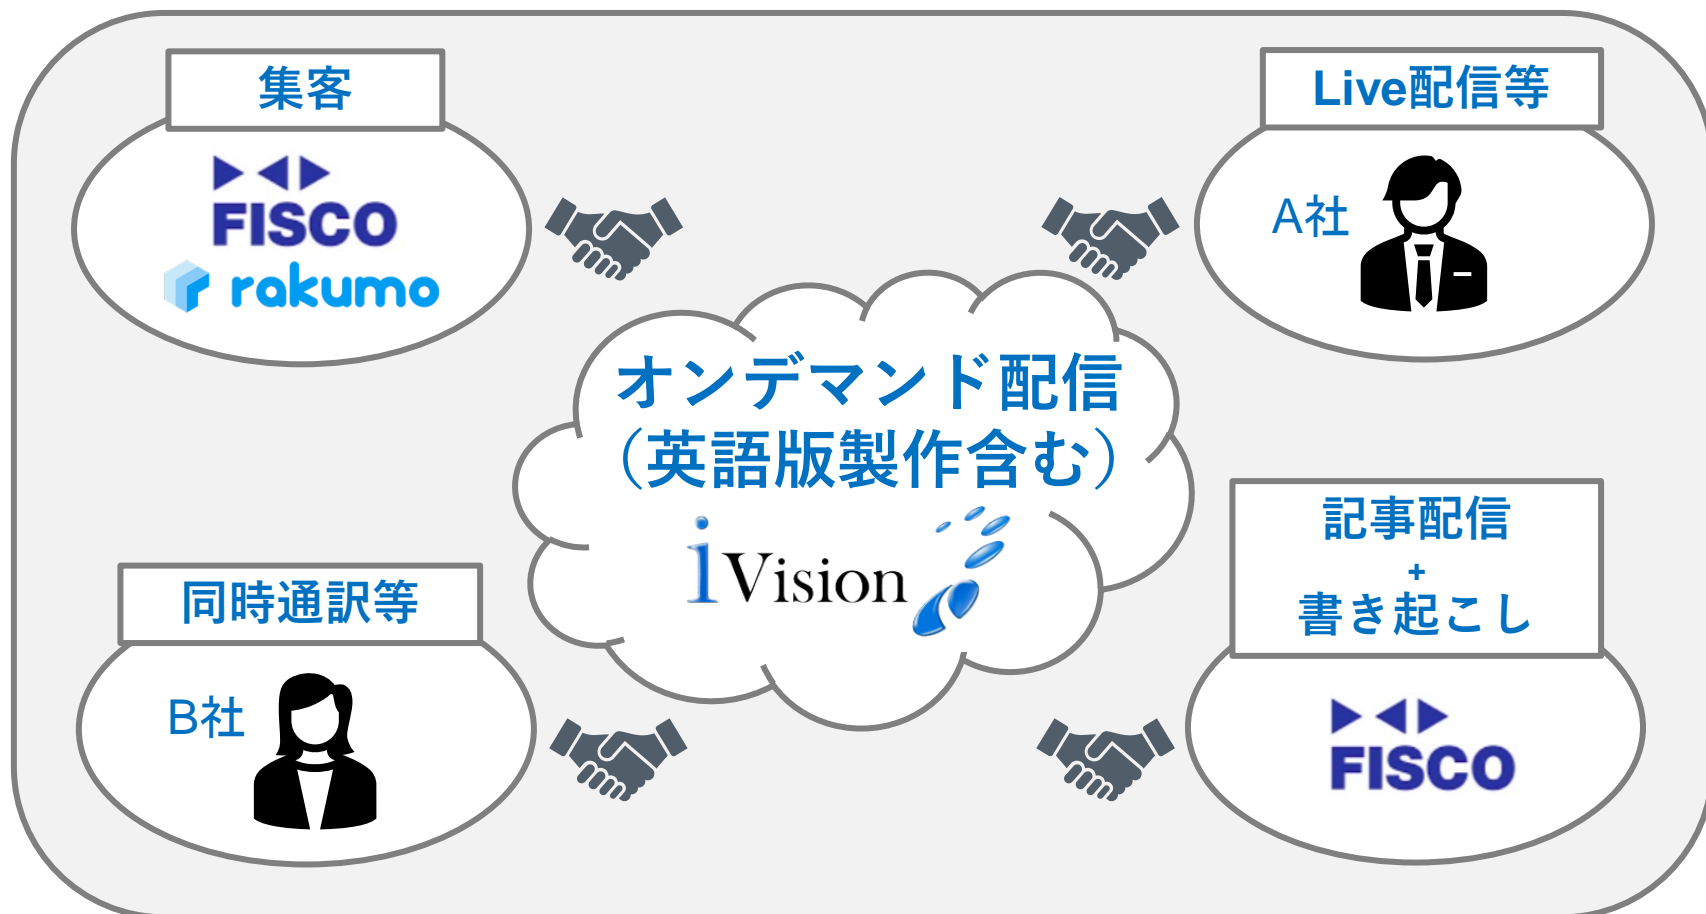 集客
FISCO
rakumo
Live配信等
A社
オンデマンド配信
（英語版製作含む）
i Vision
同時通訳等
B社
記事配信
+
書き起こし
FISCO